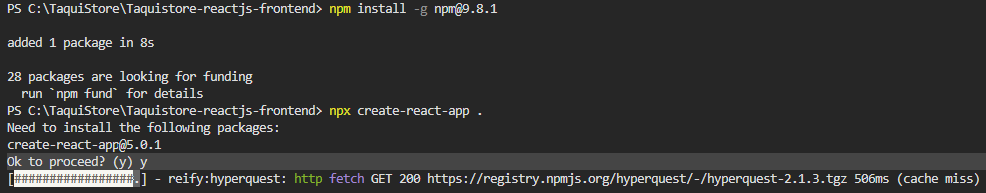 PS C:\TaquiStore\Taquistore-reactjs-frontend> npm install -g npm@9.8.1
added 1 package in 8s
28 packages are looking for funding
  run `npm fund` for details
PS C:\TaquiStore\Taquistore-reactjs-frontend> npx create-react-app .
Need to install the following packages:
create-react-app@5.0.1
Ok to proceed? (y) y
[#################.] - reify:hyperquest: http fetch GET 200 https://registry.npmjs.org/hyperquest/-/hyperquest-2.1.3.tgz 506ms (cache miss)